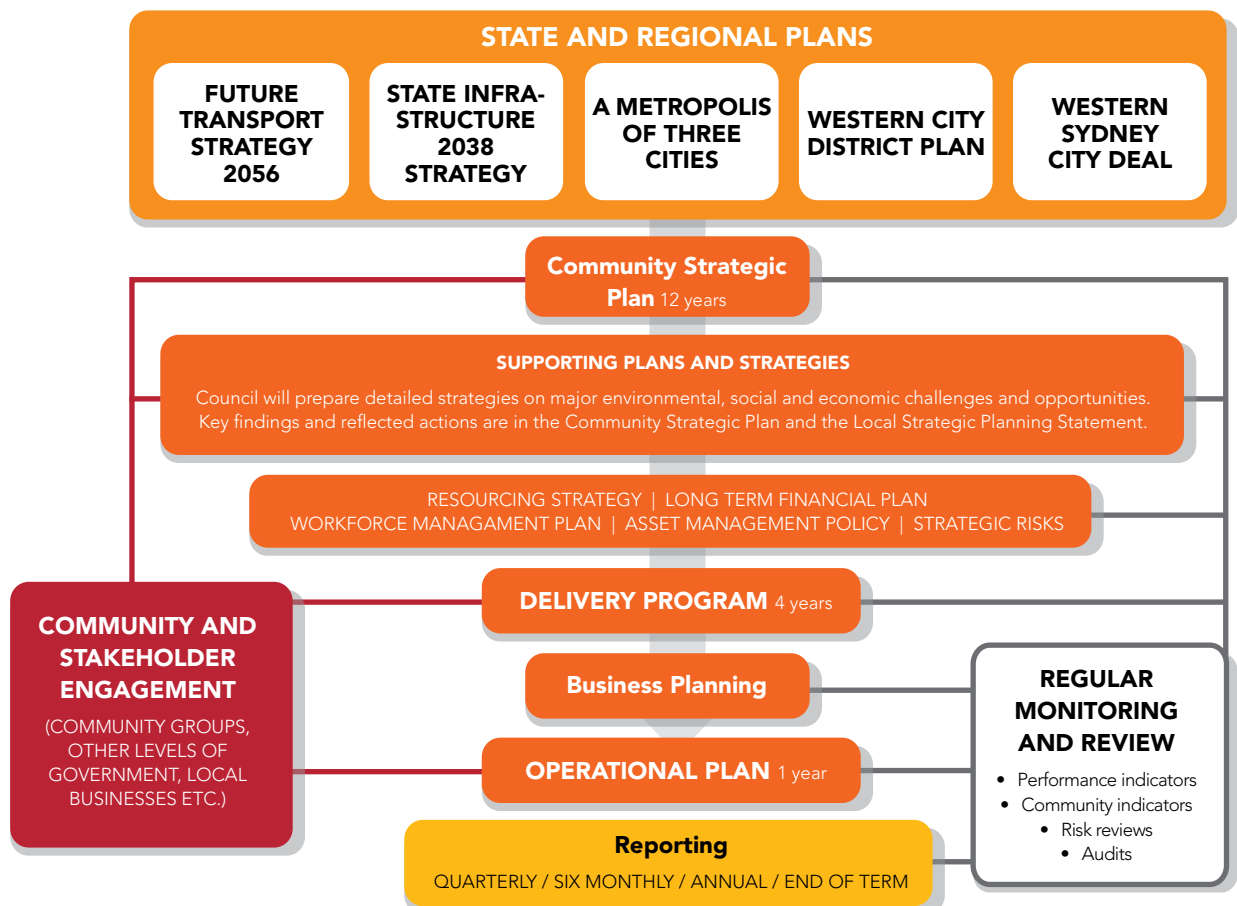 STATE AND REGIONAL PLANS
FUTURE
TRANSPORT
STRATEGY
2056
STATE INFRA-
STRUCTURE
2038
STRATEGY
A METROPOLIS
OF THREE
CITIES
WESTERN CITY
DISTRICT PLAN
WESTERN
SYDNEY
CITY DEAL
Community Strategic
Plan 12 years
SUPPORTING PLANS AND STRATEGIES
Council will prepare detailed strategies on major environmental, social and economic challenges and opportunities.
Key findings and reflected actions are in the Community Strategic Plan and the Local Strategic Planning Statement.
RESOURCING STRATEGY | LONG TERM FINANCIAL PLAN
WORKFORCE MANAGAMENT PLAN | ASSET MANAGEMENT POLICY | STRATEGIC RISKS
DELIVERY PROGRAM 4 years
COMMUNITY AND
STAKEHOLDER
ENGAGEMENT
(COMMUNITY GROUPS,
OTHER LEVELS OF
GOVERNMENT, LOCAL
BUSINESSES ETC.)
Business Planning
OPERATIONAL PLAN 1 year
REGULAR
MONITORING
AND REVIEW
• Performance indicators
• Community indicators
• Risk reviews
• Audits
Reporting
QUARTERLY / SIX MONTHLY / ANNUAL / END OF TERM